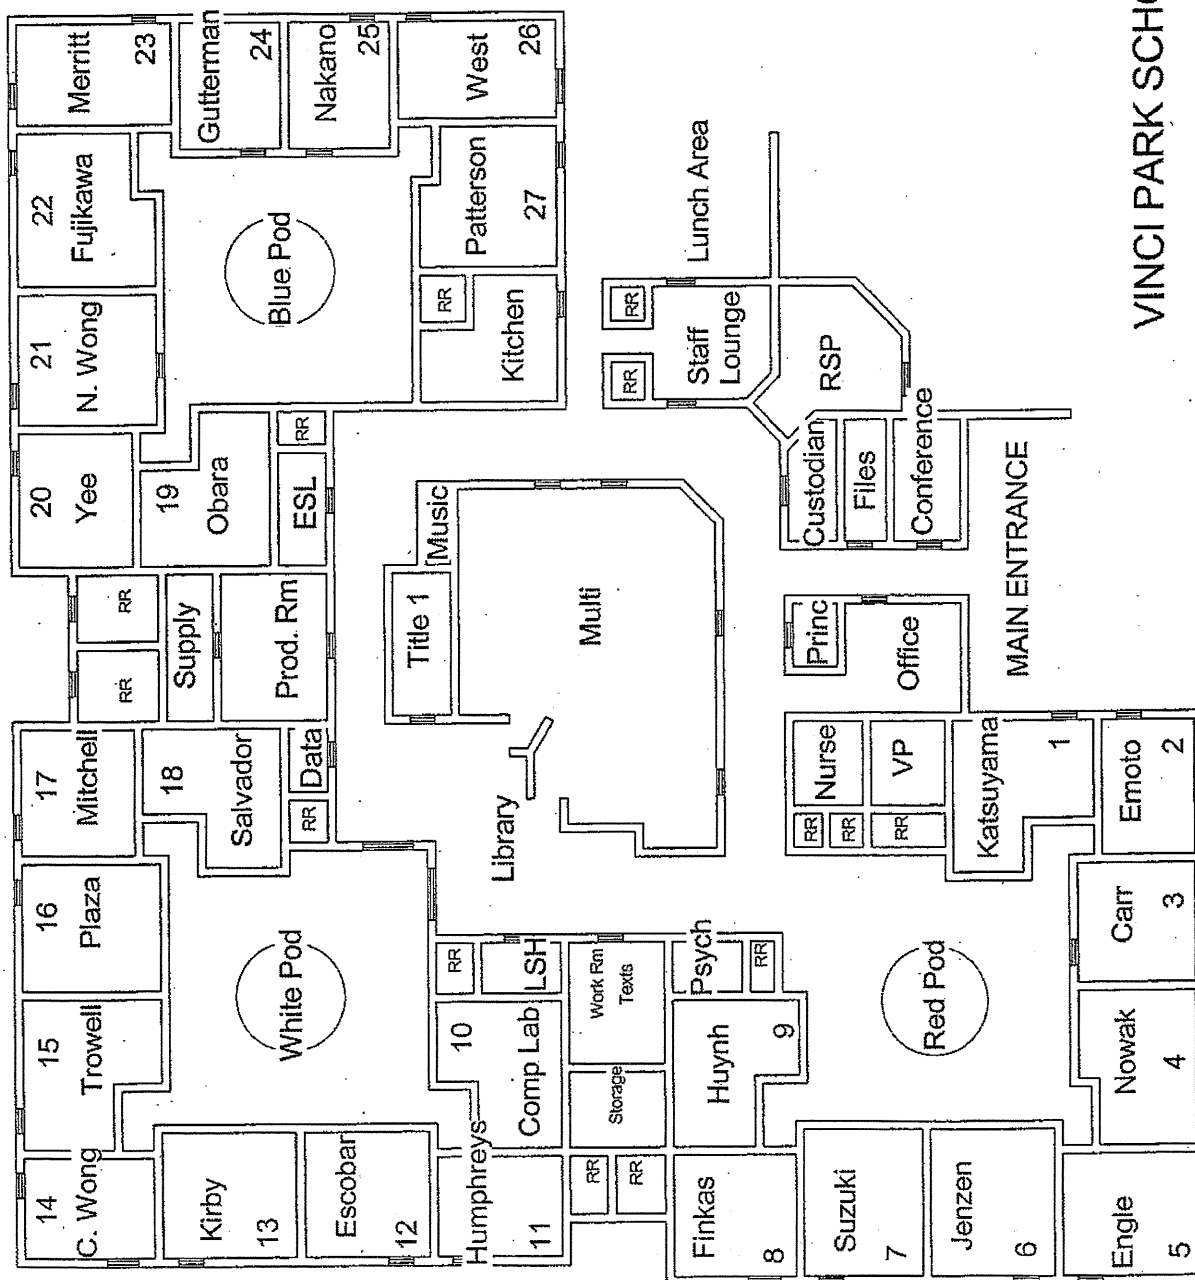 VINCI PARK SCHO
MAIN ENTRANCE
1
Katsuyama
Emoto
2
Carr
3
Nowak
4
Engle
5
Jenzen
6
Suzuki
7
Finkas
8
Huynh
9
Red Pod
10
Comp Lab
Humphreys
11
Escobar
12
Kirby
13
14
C. Wong
15
Trowell
16
Plaza
17
Mitchell
18
Salvador
White Pod
19
Obara
20
Yee
21
N. Wong
22
Fujikawa
Merritt
23
Gutterman
24
Nakano
25
West
26
Patterson
27
Blue Pod
Kitchen
RR
RR
ESL
Prod. Rm
Supply
RR
RR
Data
RR
Title 1
Music
Multi
Library
RR
LSH
Work Rm
Texts
Storage
Psych
RR
RR
RR
Nurse
VP
RR
RR
RR
Princ
Office
Conference
Files
Custodian
RSP
Staff
Lounge
RR
RR
Lunch Area